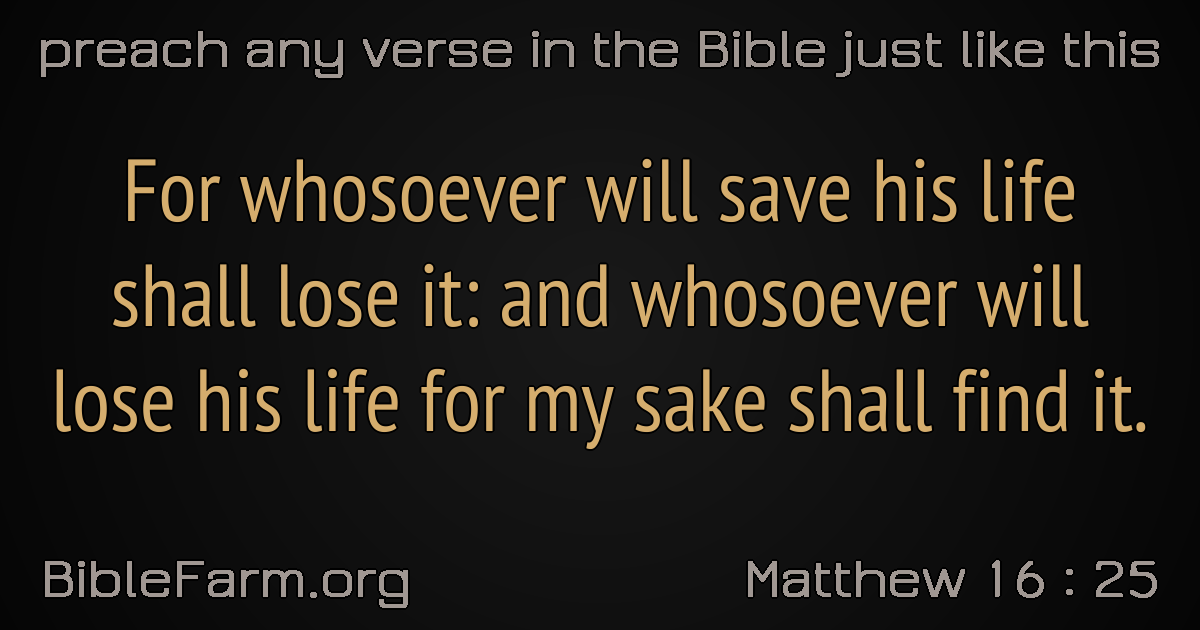 preach any verse in the Bible just like this
For whosoever will save his life
shall lose it: and whosoever will
lose his life for my sake shall find it.
BibleFarm.org
Matthew 16 : 25